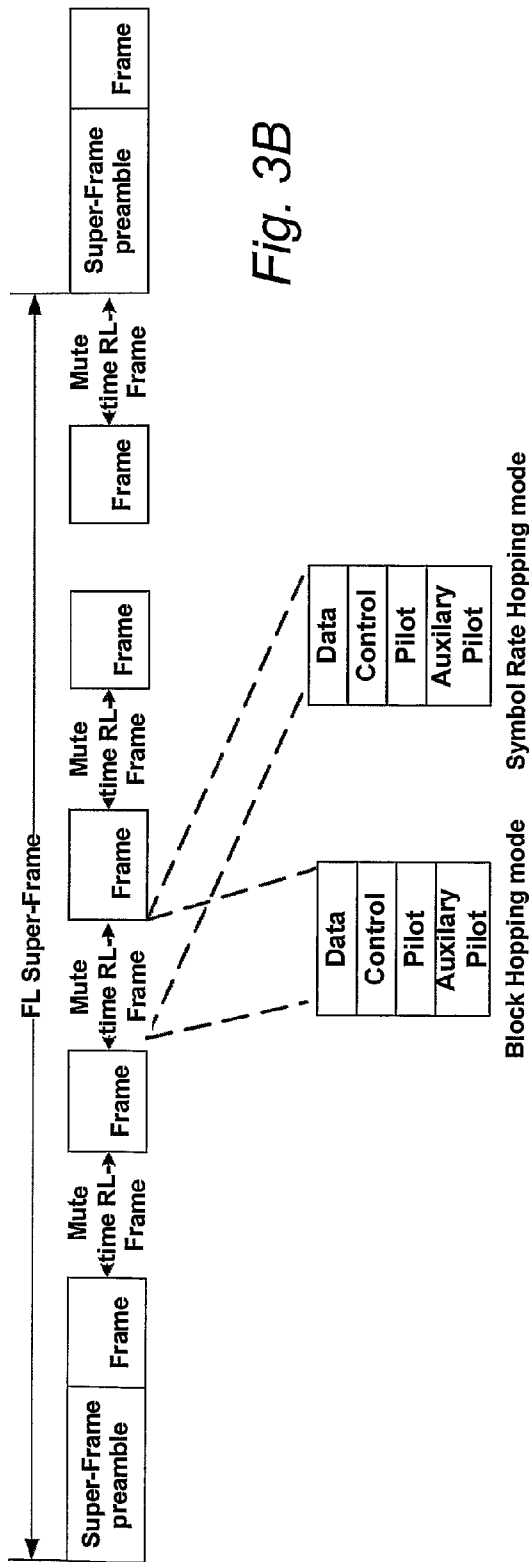 FL Super-Frame
Super-Frame
preamble
Frame
Mute
time RL-
Frame
Frame
Mute
time RL-
Frame
Frame
Mute
time RL-
Frame
Frame
Frame
Mute
time RL-
Frame
Super-Frame
preamble
Frame
Data
Control
Pilot
Auxilary
Pilot
Block Hopping mode
Data
Control
Pilot
Auxilary
Pilot
Symbol Rate Hopping mode
Fig. 3B